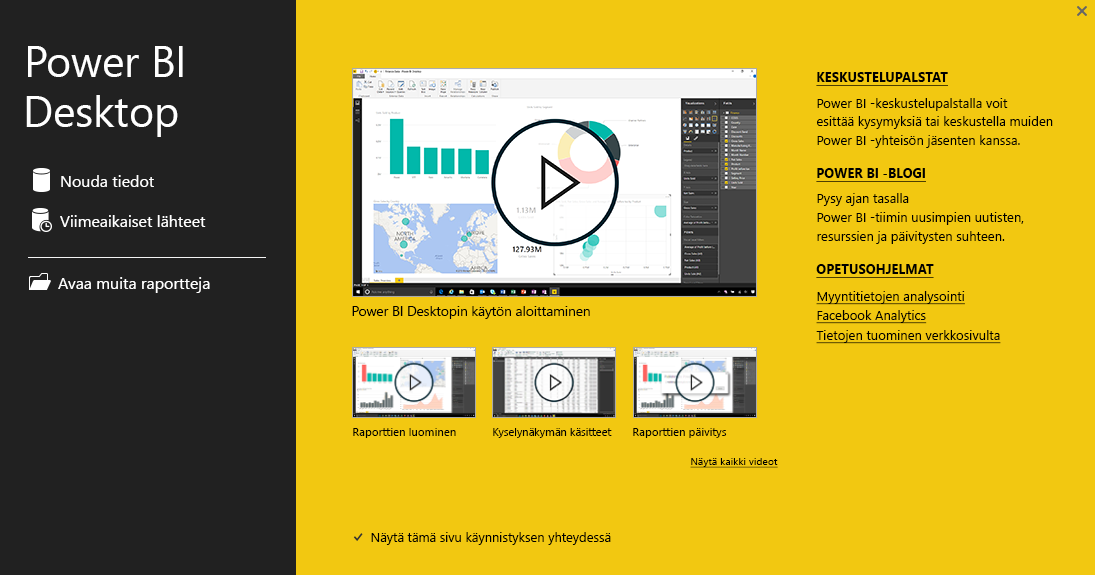 Power BI
Desktop
Nouda tiedot
Viimeaikaiset lähteet
Avaa muita raportteja
1.13M
127.93M
NORTH
AMERICA
Power BI Desktopin käytön aloittaminen
Raporttien luominen
Kyselynäkymän käsitteet
Raporttien päivitys
Näytä kaikki videot
Näytä tämä sivu käynnistyksen yhteydessä
KESKUSTELUPALSTAT
Power BI -keskustelupalstalla voit
esittää kysymyksiä tai keskustella muiden
Power BI -yhteisön jäsenten kanssa.
POWER BI -BLOGI
Pysy ajan tasalla
Power BI -tiimin uusimpien uutisten,
resurssien ja päivitysten suhteen.
OPETUSOHJELMAT
Myyntitietojen analysointi
Facebook Analytics
Tietojen tuominen verkkosivulta